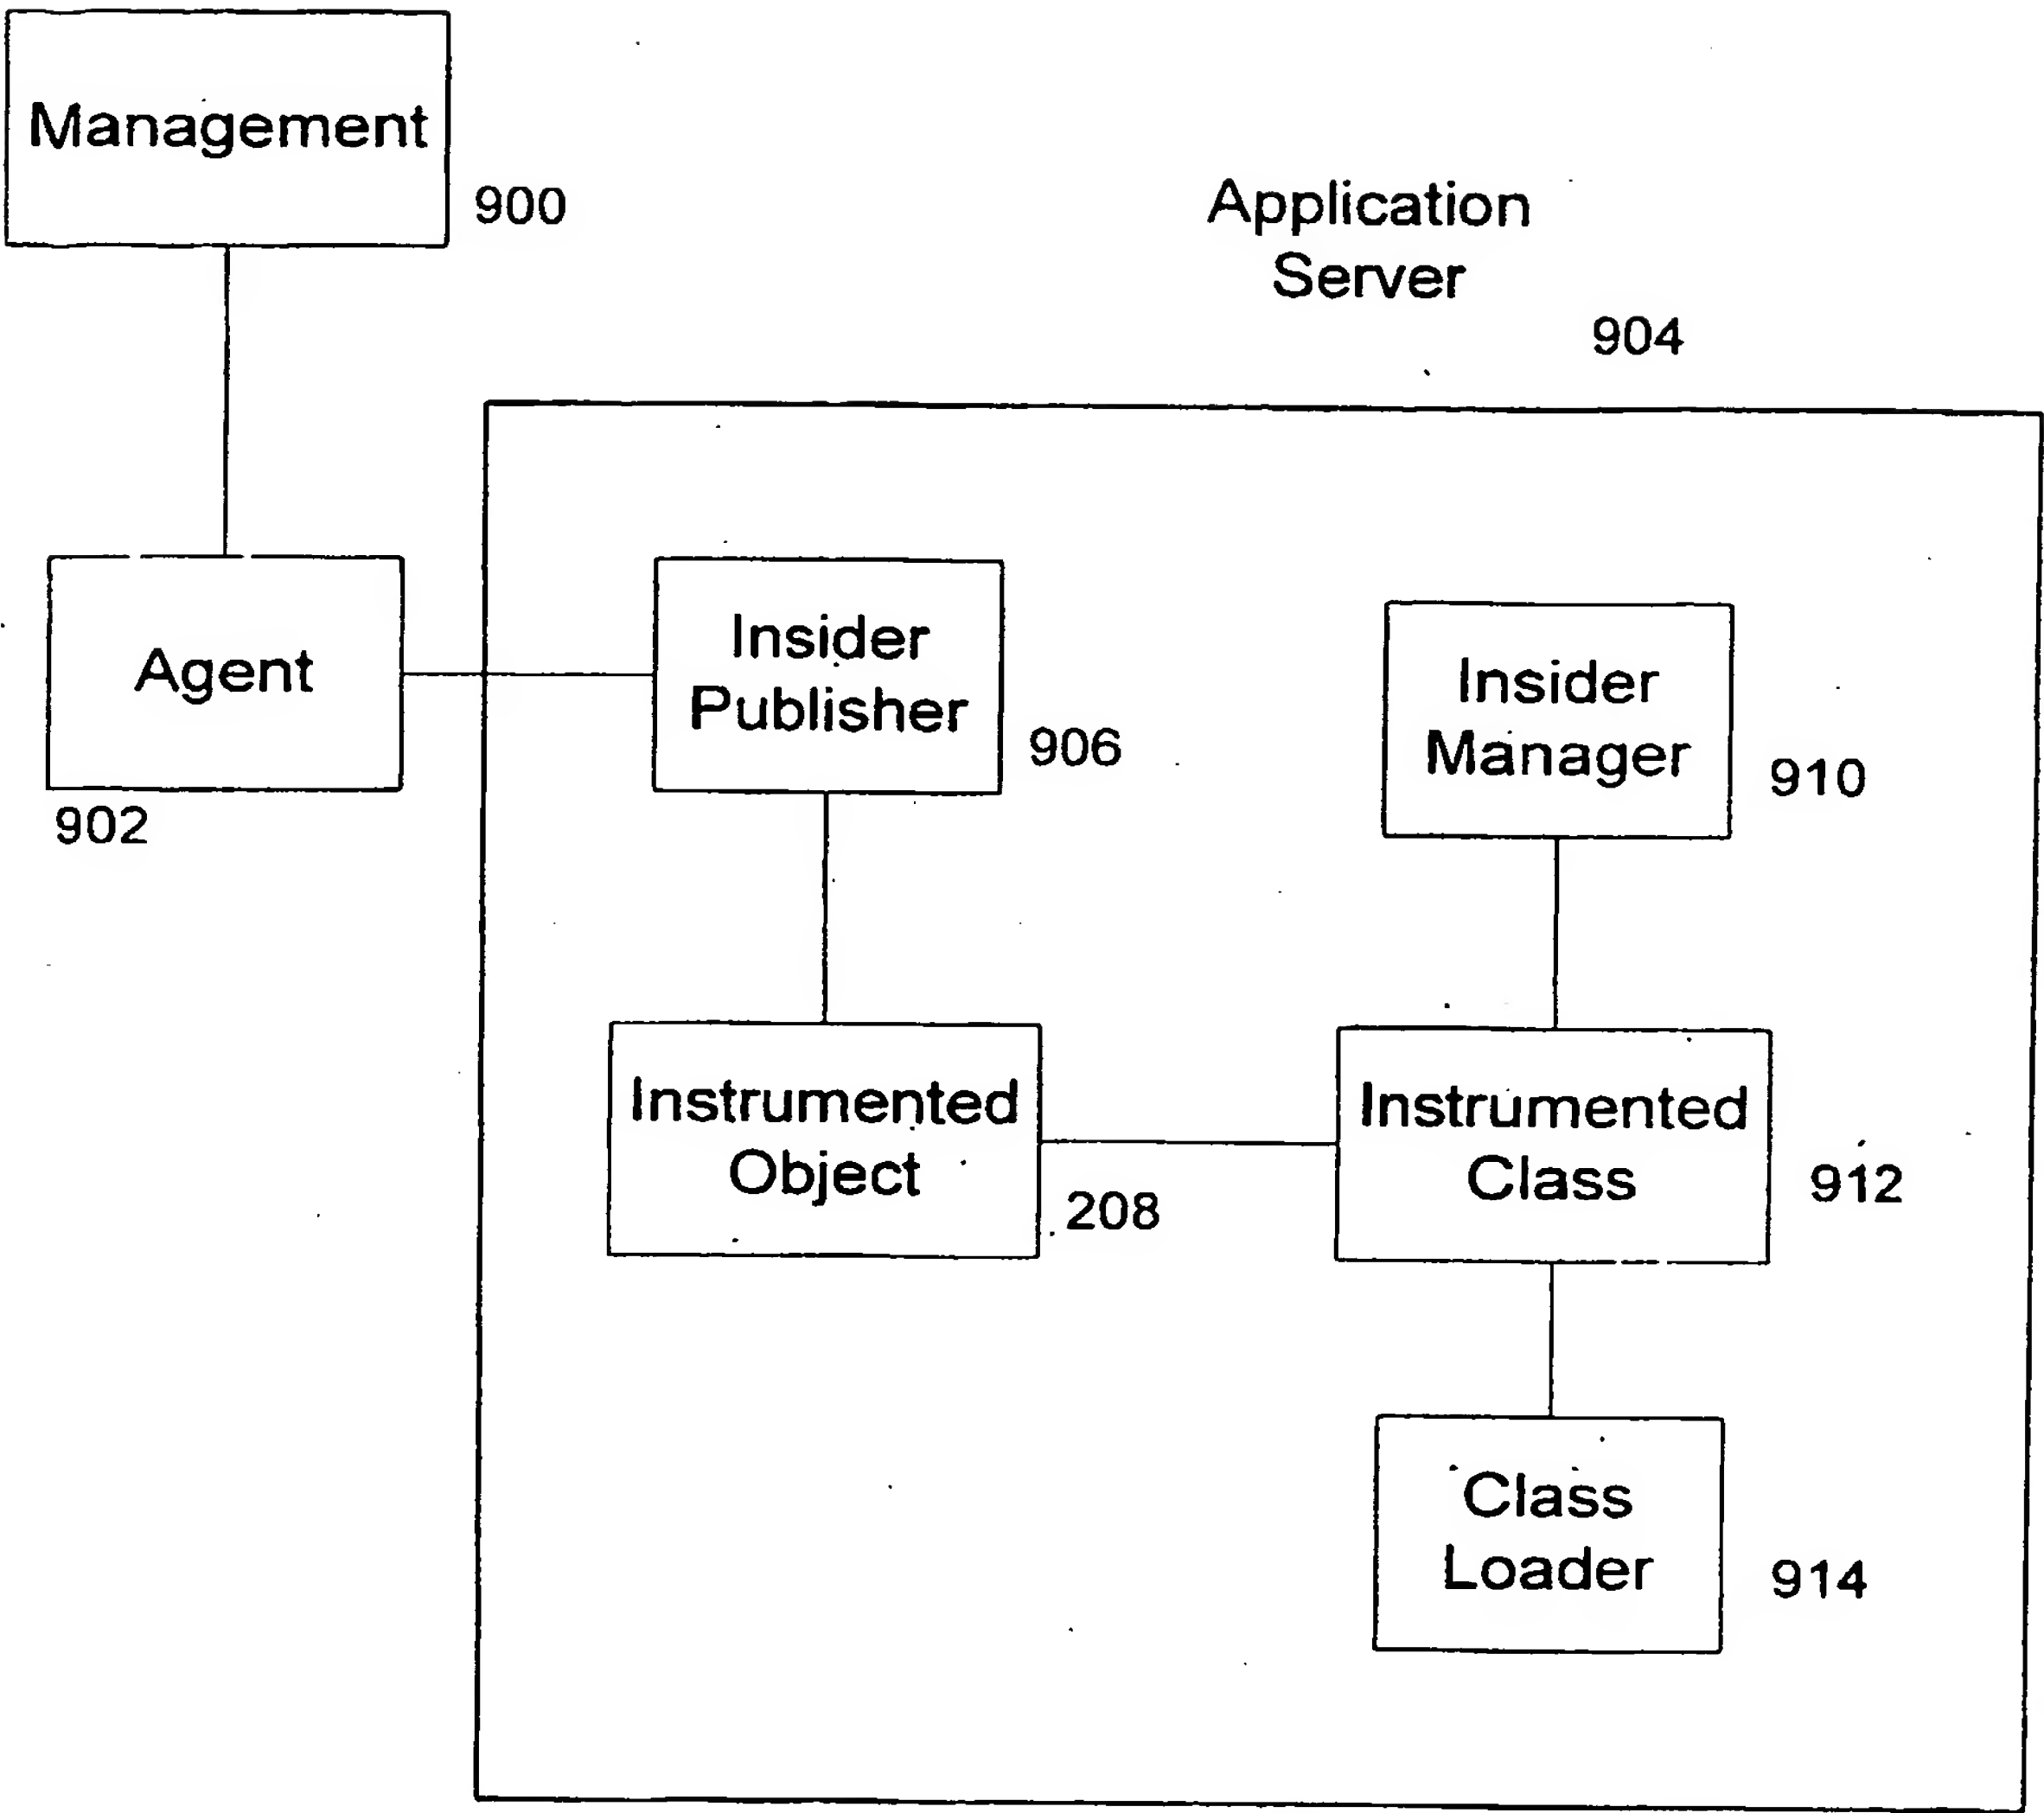 Management
900
Application
Server
904
Agent
902
Insider
Publisher
906
Insider
Manager
910
Instrumented
Object
208
Instrumented
Class
912
Class
Loader
914